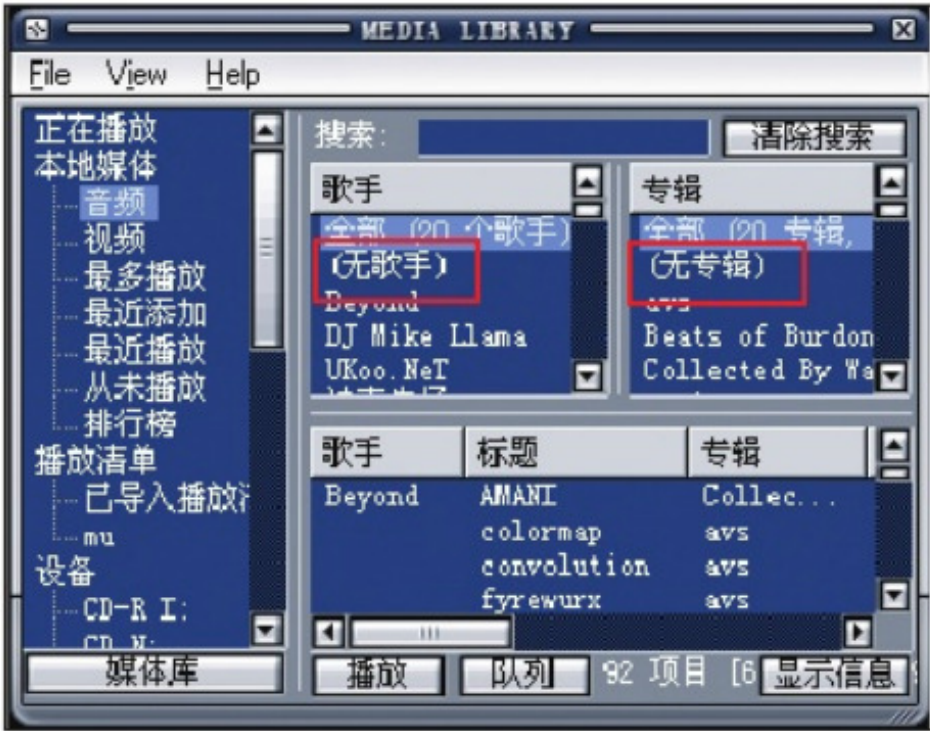 MEDIA LIBRARY
File View Help
正在播放
本地媒体
音频
视频
最多播放
最近添加
最近播放
从未播放
排行榜
播放清单
已导入播放
mu
设备
CD-R I:
CD N:
媒体库
搜索: 清除搜索
歌手
全部 (20 个歌手)
(无歌手)
Beyond
DJ Mike Llama
UKoo.NeT
专辑
全部 (20 专辑,
(无专辑)
avs
Beats of Burdon
Collected By Wa
歌手 标题 专辑
Beyond AMANI Collec...
colormap avs
convolution avs
fyrewurx avs
播放 队列 92 项目 [6 显示信息